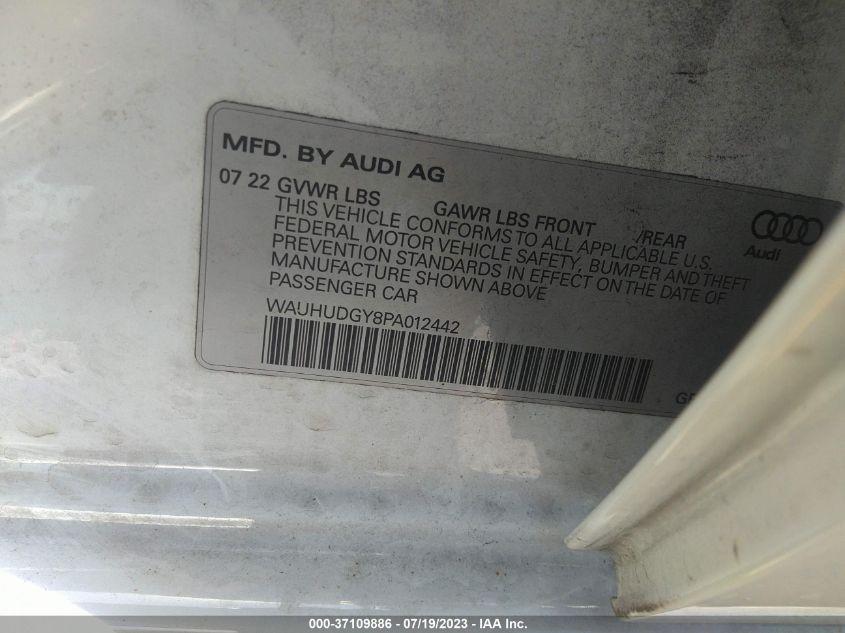 MFD. BY AUDI AG
07 22 GVWR LBS GAWR LBS FRONT /REAR
THIS VEHICLE CONFORMS TO ALL APPLICABLE U.S.
FEDERAL MOTOR VEHICLE SAFETY, BUMPER AND THEFT
PREVENTION STANDARDS IN EFFECT ON THE DATE OF
MANUFACTURE SHOWN ABOVE
PASSENGER CAR
WAUHUDGY8PA012442
Audi
000-37109886 - 07/19/2023 - IAA Inc.